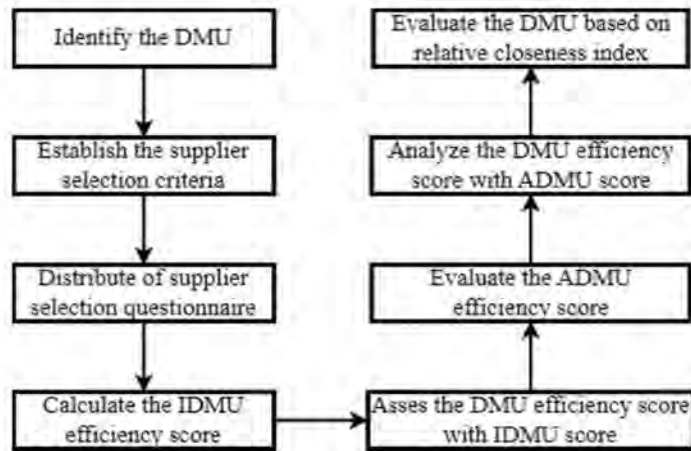 Identify the DMU
Establish the supplier
selection criteria
Distribute of supplier
selection questionnaire
Calculate the IDMU
efficiency score
Asses the DMU efficiency score
with IDMU score
Evaluate the ADMU
efficiency score
Analyze the DMU efficiency
score with ADMU score
Evaluate the DMU based on
relative closeness index